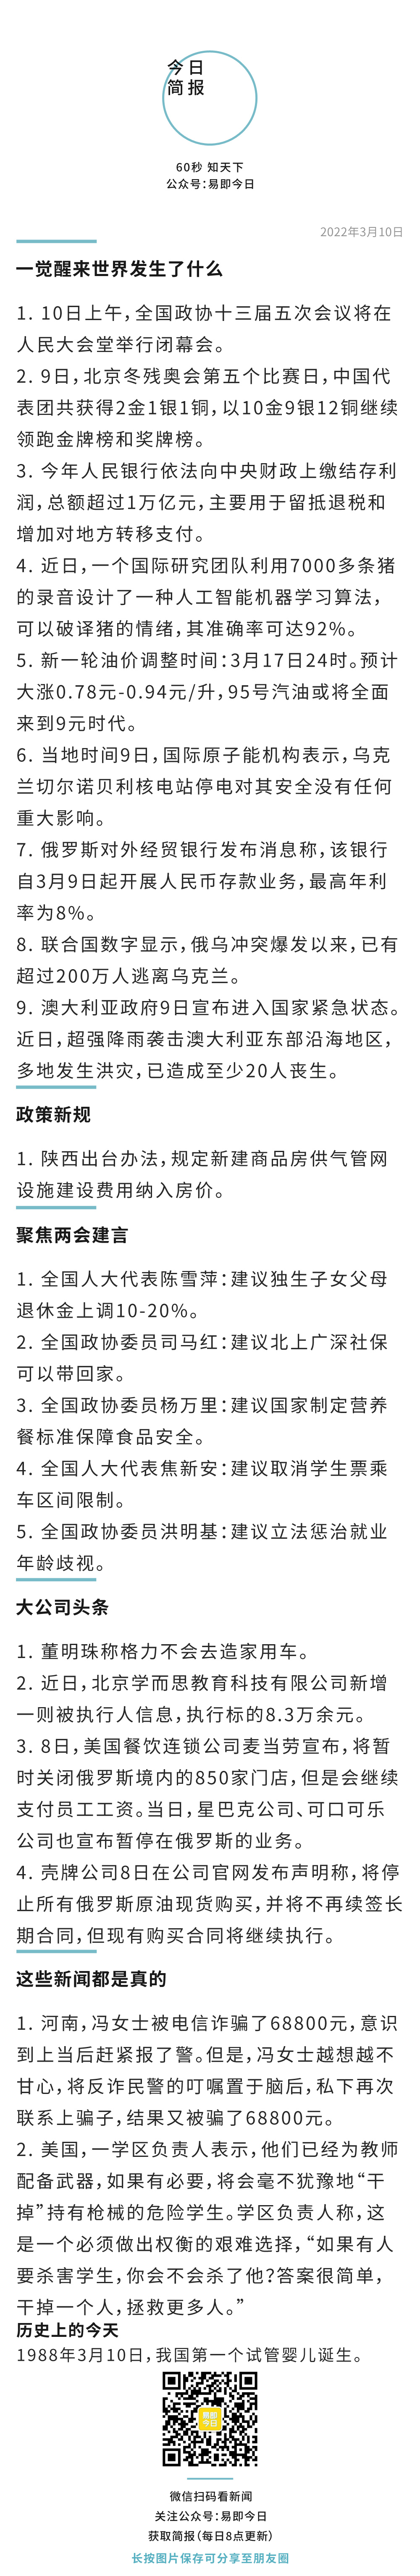 今日
简报
60秒 知天下
公众号：易即今日
2022年3月10日
一觉醒来世界发生了什么
1. 10日上午，全国政协十三届五次会议将在
人民大会堂举行闭幕会。
2. 9日，北京冬残奥会第五个比赛日，中国代
表团共获得2金1银1铜，以10金9银12铜继续
领跑金牌榜和奖牌榜。
3. 今年人民银行依法向中央财政上缴结存利
润，总额超过1万亿元，主要用于留抵退税和
增加对地方转移支付。
4. 近日，一个国际研究团队利用7000多条猪
的录音设计了一种人工智能机器学习算法，
可以破译猪的情绪，其准确率可达92%。
5. 新一轮油价调整时间：3月17日24时。预计
大涨0.78元-0.94元/升，95号汽油或将全面
来到9元时代。
6. 当地时间9日，国际原子能机构表示，乌克
兰切尔诺贝利核电站停电对其安全没有任何
重大影响。
7. 俄罗斯对外经贸银行发布消息称，该银行
自3月9日起开展人民币存款业务，最高年利
率为8%。
8. 联合国数字显示，俄乌冲突爆发以来，已有
超过200万人逃离乌克兰。
9. 澳大利亚政府9日宣布进入国家紧急状态。
近日，超强降雨袭击澳大利亚东部沿海地区，
多地发生洪灾，已造成至少20人丧生。
政策新规
1. 陕西出台办法，规定新建商品房供气管网
设施建设费用纳入房价。
聚焦两会建言
1. 全国人大代表陈雪萍：建议独生子女父母
退休金上调10-20%。
2. 全国政协委员司马红：建议北上广深社保
可以带回家。
3. 全国政协委员杨万里：建议国家制定营养
餐标准保障食品安全。
4. 全国人大代表焦新安：建议取消学生票乘
车区间限制。
5. 全国政协委员洪明基：建议立法惩治就业
年龄歧视。
大公司头条
1. 董明珠称格力不会去造家用车。
2. 近日，北京学而思教育科技有限公司新增
一则被执行人信息，执行标的8.3万余元。
3. 8日，美国餐饮连锁公司麦当劳宣布，将暂
时关闭俄罗斯境内的850家门店，但是会继续
支付员工工资。当日，星巴克公司、可口可乐
公司也宣布暂停在俄罗斯的业务。
4. 壳牌公司8日在公司官网发布声明称，将停
止所有俄罗斯原油现货购买，并将不再续签长
期合同，但现有购买合同将继续执行。
这些新闻都是真的
1. 河南，冯女士被电信诈骗了68800元，意识
到上当后赶紧报了警。但是，冯女士越想越不
甘心，将反诈民警的叮嘱置于脑后，私下再次
联系上骗子，结果又被骗了68800元。
2. 美国，一学区负责人表示，他们已经为教师
配备武器，如果有必要，将会毫不犹豫地“干
掉”持有枪械的危险学生。学区负责人称，这
是一个必须做出权衡的艰难选择，“如果有人
要杀害学生，你会不会杀了他？答案很简单，
干掉一个人，拯救更多人。”
历史上的今天
1988年3月10日，我国第一个试管婴儿诞生。
易即
今日
微信扫码看新闻
关注公众号：易即今日
获取简报（每日8点更新）
长按图片保存可分享至朋友圈